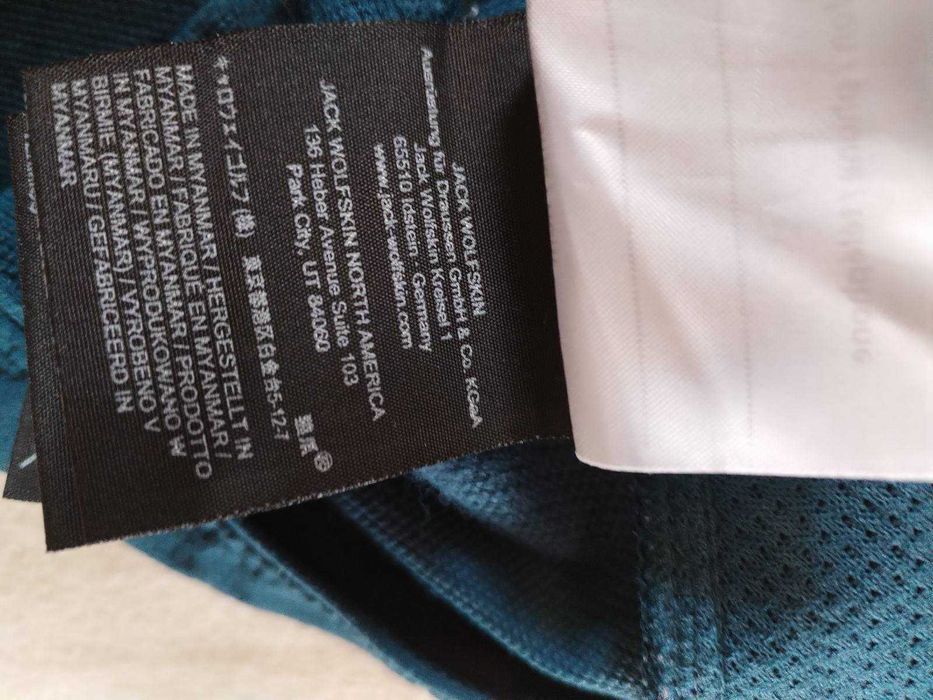 JACK WOLFSKIN
Ausrüstung für Draussen GmbH & Co. KGaA
Jack Wolfskin Kreisel 1
65510 Idstein - Germany
www.jack-wolfskin.com
JACK WOLFSKIN NORTH AMERICA
136 Heber Avenue Suite 103
Park City, UT 84060
キャロウェイゴルフ(株) 東京都港区白金台5-12-7
MADE IN MYANMAR / HERGESTELLT IN
MYANMAR / FABRIQUÉ EN MYANMAR /
FABRICADO EN MYANMAR / PRODOTTO
IN MYANMAR / WYPRODUKOWANO W
BIRMIE (MYANMAR) / VYROBENO V
MYANMARU / GEFABRICEERD IN
MYANMAR